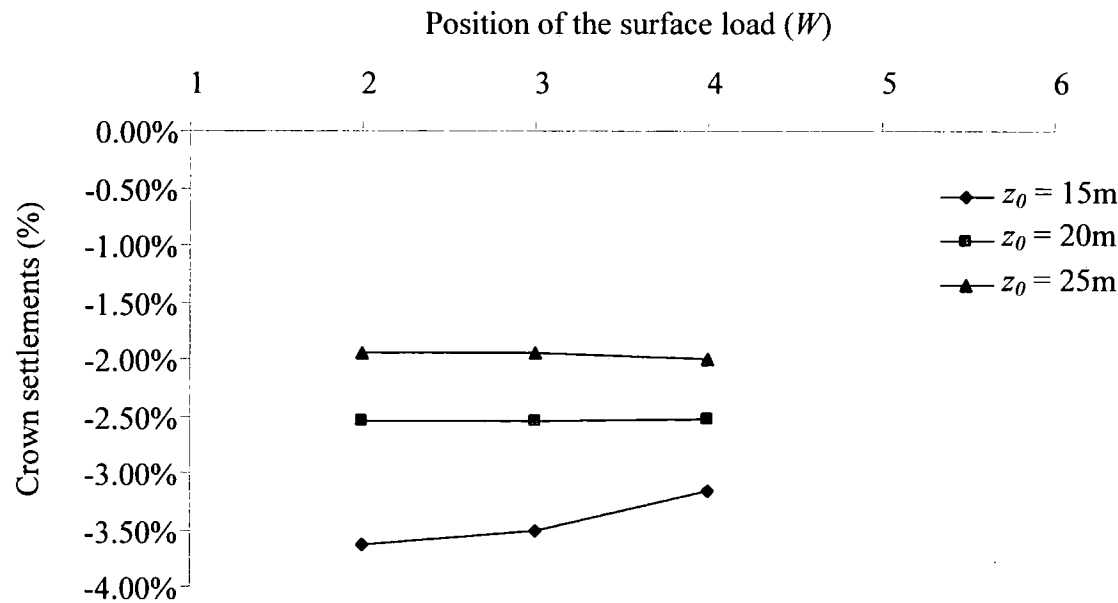 Position of the surface load (W)
1 2 3 4 5 6
0.00%
-0.50%
-1.00%
-1.50%
-2.00%
-2.50%
-3.00%
-3.50%
-4.00%
Crown settlements (%)
z0 = 15m
z0 = 20m
z0 = 25m